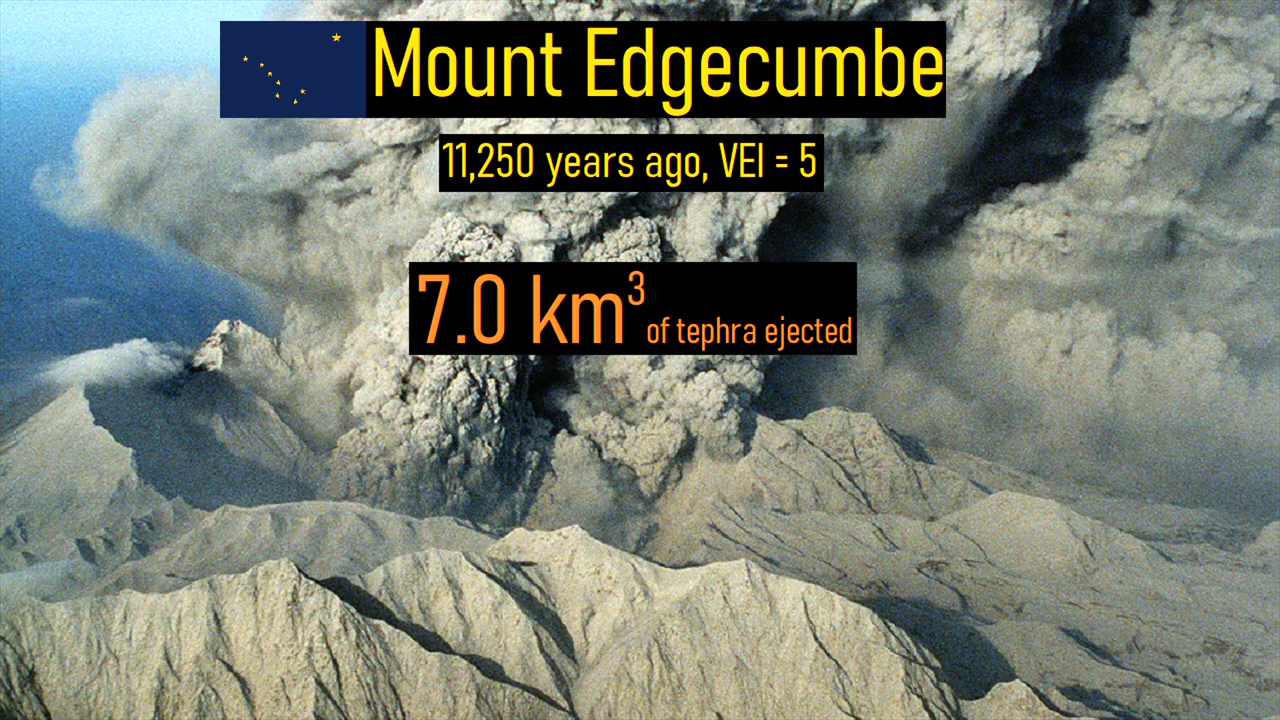 Mount Edgecumbe
11,250 years ago, VEI = 5
7.0 km³ of tephra ejected